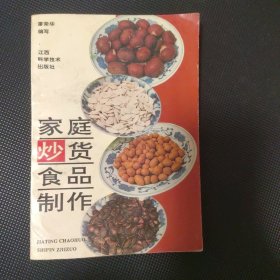 廖荣华
编写
江西
科学技术
出版社
家庭
炒货
食品
制作
JIATING CHAOHUO
SHIPIN ZHIZUO